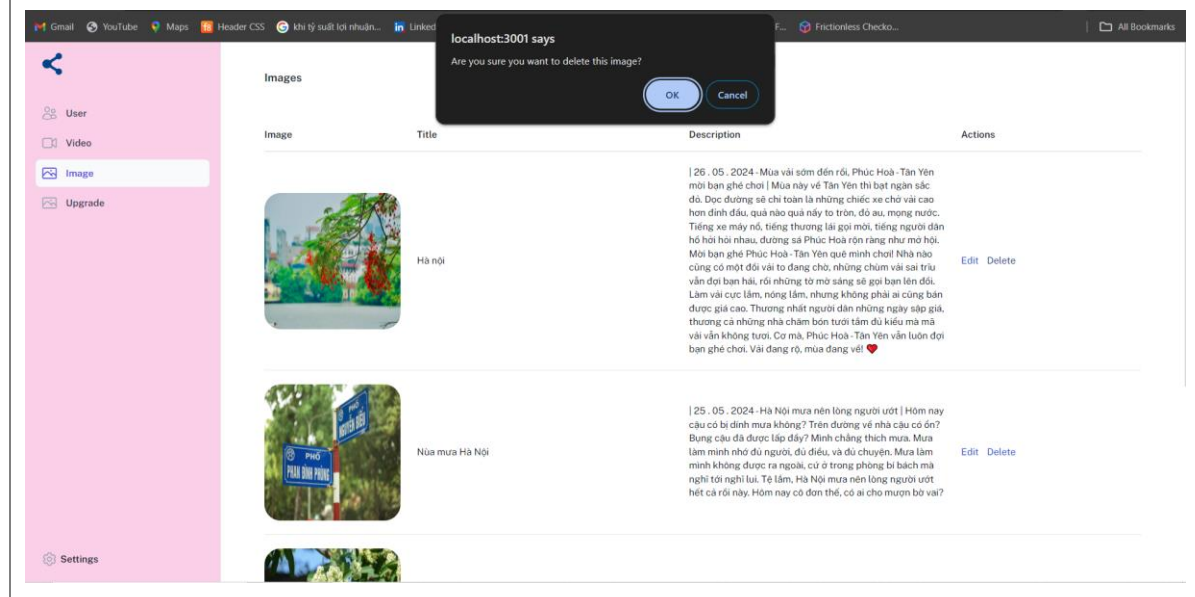 Gmail YouTube Maps Header CSS khi tỷ suất lợi nhuận... Linked Frictionless Checko... All Bookmarks
localhost:3001 says
Are you sure you want to delete this image?
OK Cancel
Images
User
Video
Image
Upgrade
Settings
Image Title Description Actions
Hà nội
| 26 . 05 . 2024 - Mùa vải sớm đến rồi, Phúc Hoà - Tân Yên
mời bạn ghé chơi | Mùa này về Tân Yên thì bạt ngàn sắc
đỏ. Dọc đường sẽ chỉ toàn là những chiếc xe chở vải cao
hơn đỉnh đầu, quả nào quả nấy to tròn, đỏ au, mọng nước.
Tiếng xe máy nổ, tiếng thương lái gọi mời, tiếng người dân
hồ hởi hỏi nhau, đường sá Phúc Hoà rộn ràng như mở hội.
Mời bạn ghé Phúc Hoà - Tân Yên quê mình chơi! Nhà nào
cũng có một đồi vải to đang chờ, những chùm vải sai trĩu
vẫn đợi bạn hái, rồi những tờ mờ sáng sẽ gọi bạn lên đồi.
Làm vải cực lắm, nóng lắm, nhưng không phải ai cũng bán
được giá cao. Thương nhất người dân những ngày sập giá,
thương cả những nhà chăm bón tưới tắm đủ kiểu mà mã
vải vẫn không tươi. Cơ mà, Phúc Hoà - Tân Yên vẫn luôn đợi
bạn ghé chơi. Vải đang rộ, mùa đang về! ❤️
Edit Delete
PHỐ
NGUYỄN BIỂU
PHỐ
PHAN ĐÌNH PHÙNG
Nùa mưa Hà Nội
| 25 . 05 . 2024 - Hà Nội mưa nên lòng người ướt | Hôm nay
cậu có bị dính mưa không? Trên đường về nhà cậu có ổn?
Bụng cậu đã được lấp đầy? Mình chẳng thích mưa. Mưa
làm mình nhớ đủ người, đủ điều, và đủ chuyện. Mưa làm
mình không được ra ngoài, cứ ở trong phòng bí bách mà
nghĩ tới nghĩ lui. Tệ lắm, Hà Nội mưa nên lòng người ướt
hết cả rồi này. Hôm nay cô đơn thế, có ai cho mượn bờ vai?
Edit Delete